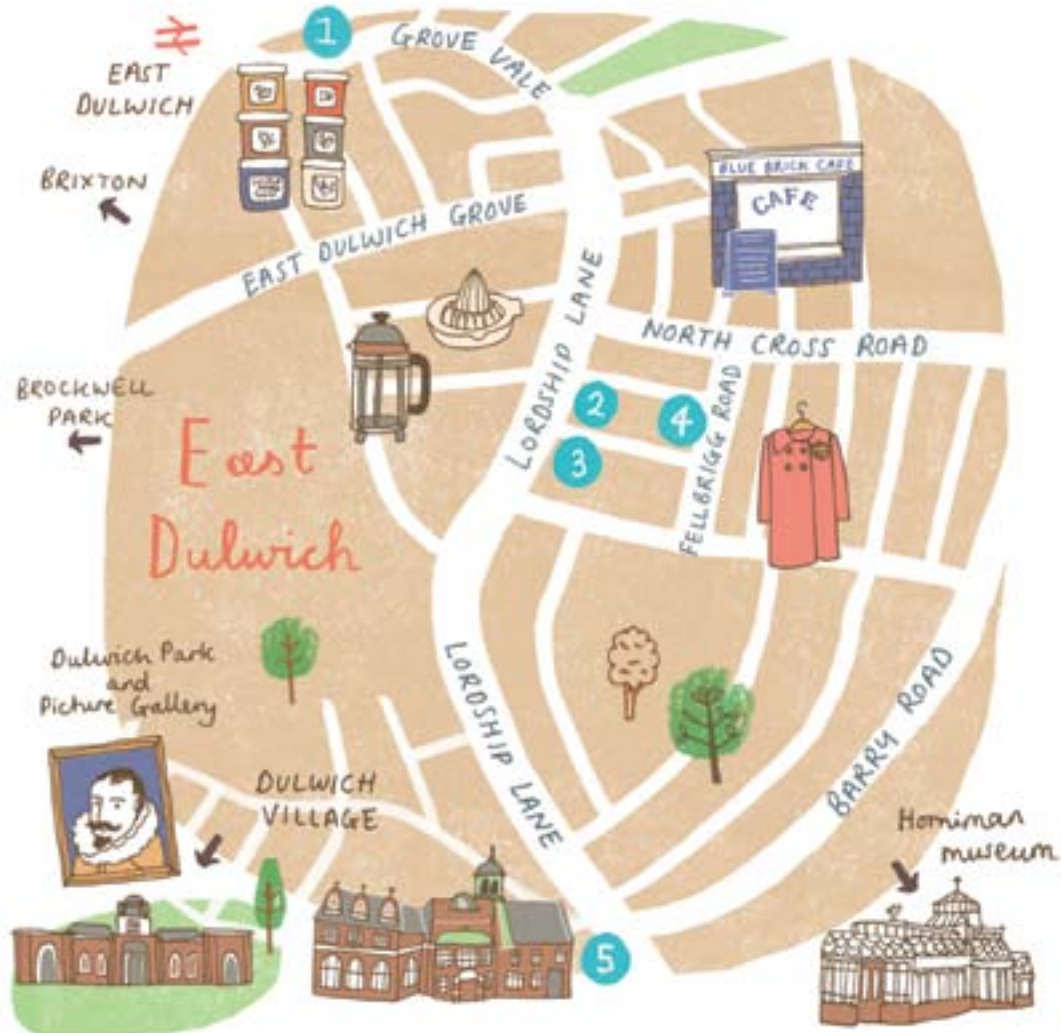 1
GROVE VALE
EAST
DULWICH
BRIXTON
BLUE BRICK CAFE
CAFE
EAST DULWICH GROVE
LORDSHIP LANE
NORTH CROSS ROAD
BROCKWELL
PARK
2
4
FELLBRIGG ROAD
3
East
Dulwich
Dulwich Park
and
Picture Gallery
LORDSHIP LANE
BARRY ROAD
DULWICH
VILLAGE
Horniman
museum
5